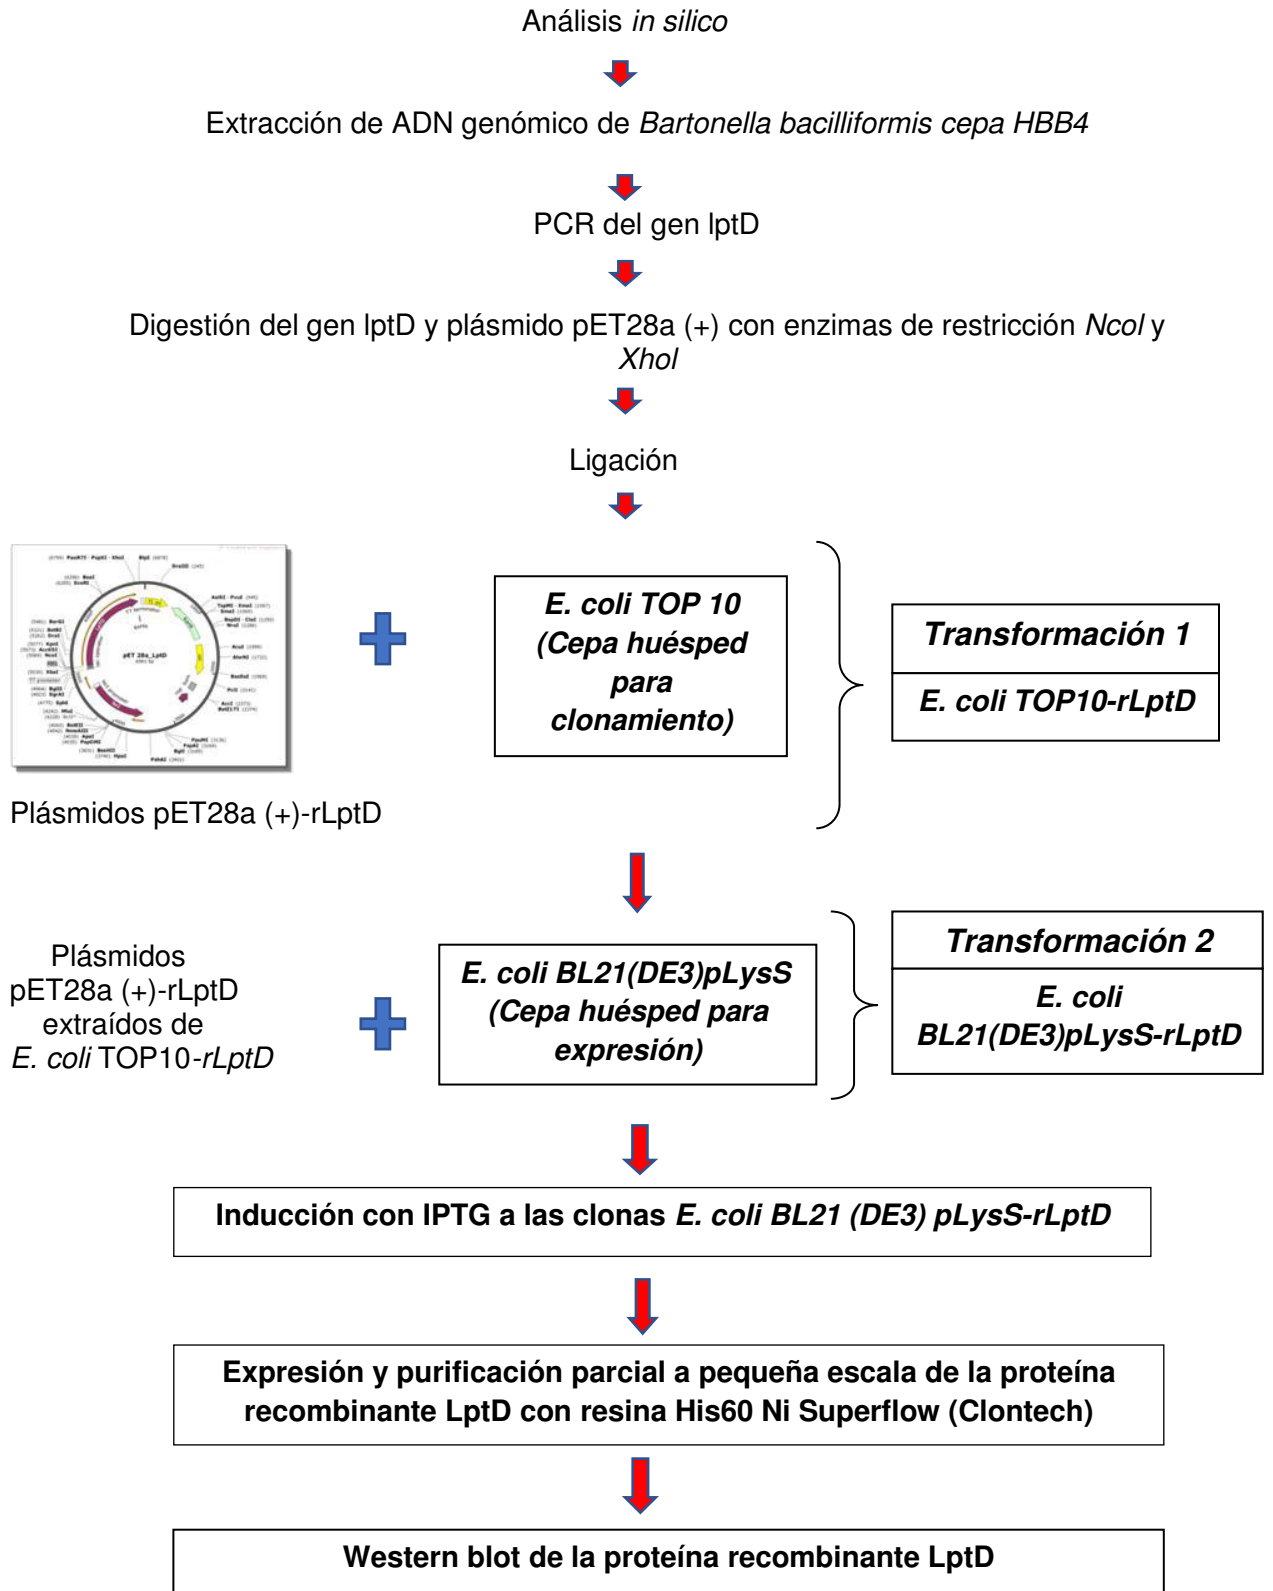 Análisis in silico
Extracción de ADN genómico de Bartonella bacilliformis cepa HBB4
PCR del gen lptD
Digestión del gen lptD y plásmido pET28a (+) con enzimas de restricción NcoI y
XhoI
Ligación
pET 28a_LptD
Plásmidos pET28a (+)-rLptD
E. coli TOP 10
(Cepa huésped
para
clonamiento)
Transformación 1
E. coli TOP10-rLptD
Plásmidos
pET28a (+)-rLptD
extraídos de
E. coli TOP10-rLptD
E. coli BL21(DE3)pLysS
(Cepa huésped para
expresión)
Transformación 2
E. coli
BL21(DE3)pLysS-rLptD
Inducción con IPTG a las clonas E. coli BL21 (DE3) pLysS-rLptD
Expresión y purificación parcial a pequeña escala de la proteína
recombinante LptD con resina His60 Ni Superflow (Clontech)
Western blot de la proteína recombinante LptD